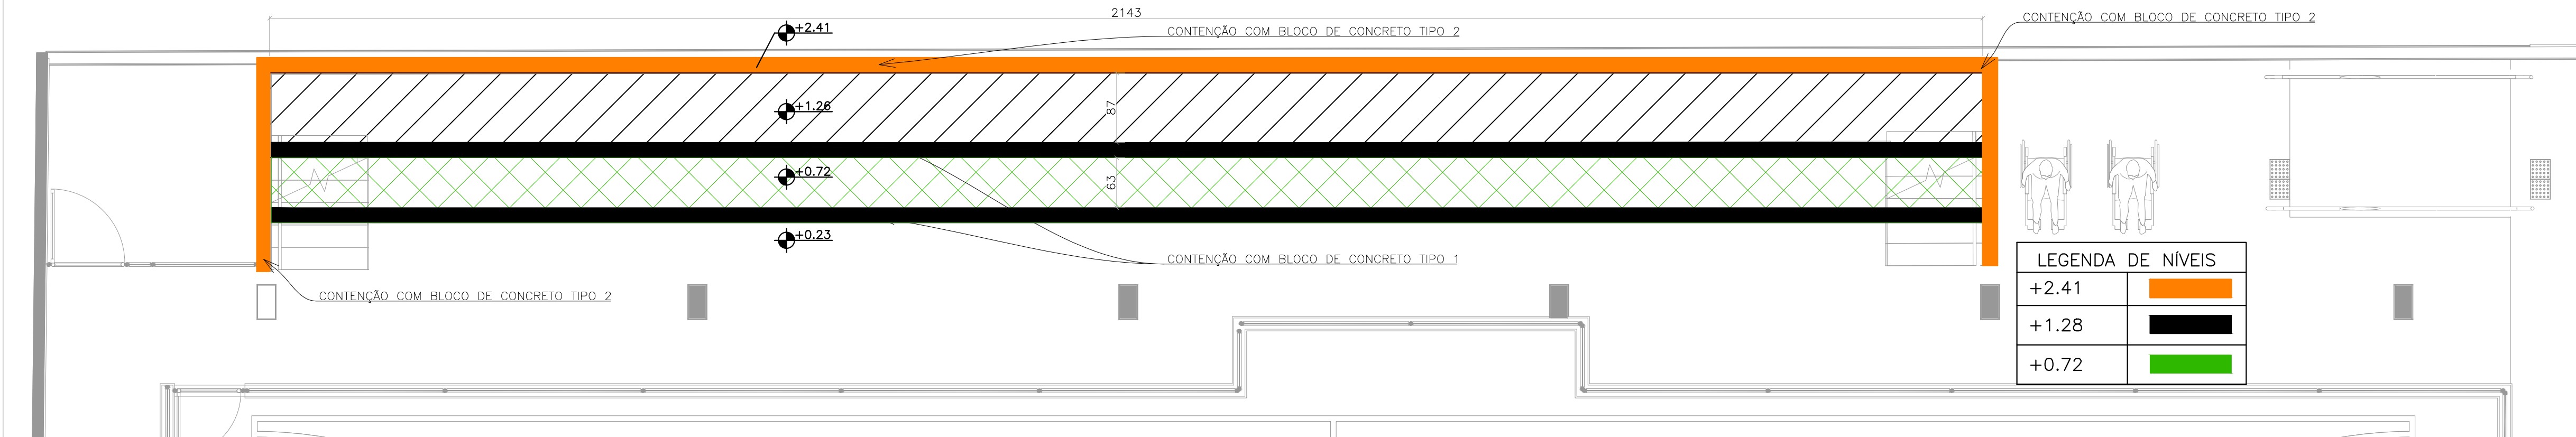 2143
CONTENÇÃO COM BLOCO DE CONCRETO TIPO 2
+2.41
CONTENÇÃO COM BLOCO DE CONCRETO TIPO 2
+1.26
87
+0.72
63
+0.23
CONTENÇÃO COM BLOCO DE CONCRETO TIPO 1
CONTENÇÃO COM BLOCO DE CONCRETO TIPO 2
LEGENDA DE NÍVEIS
+2.41
+1.28
+0.72